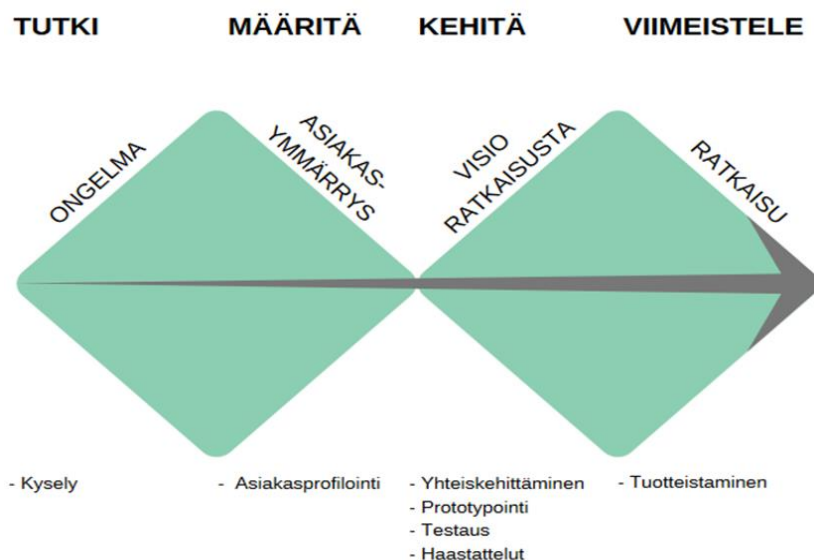 TUTKI MÄÄRITÄ KEHITÄ VIIMEISTELE
ONGELMA
ASIAKAS-
YMMÄRRYS
VISIO
RATKAISUSTA
RATKAISU
- Kysely
- Asiakasprofilointi
- Yhteiskehittäminen
- Prototypointi
- Testaus
- Haastattelut
- Tuotteistaminen